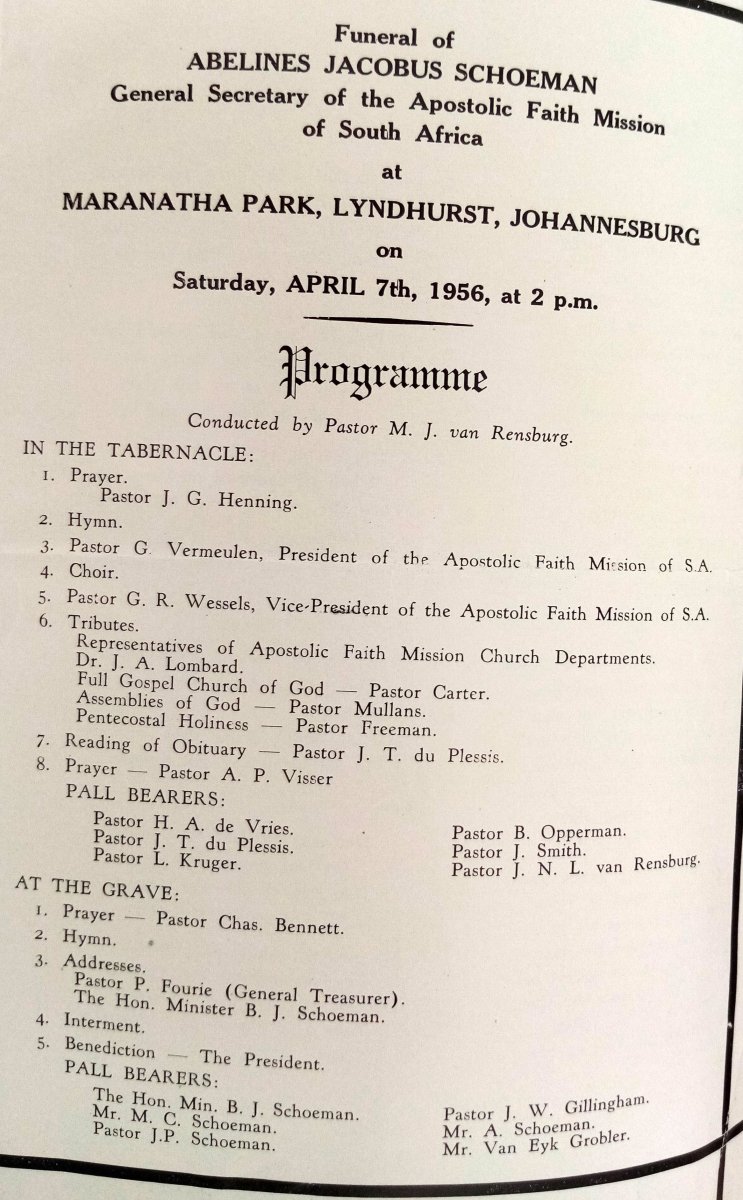 Funeral of
ABELINES JACOBUS SCHOEMAN
General Secretary of the Apostolic Faith Mission
of South Africa
at
MARANATHA PARK, LYNDHURST, JOHANNESBURG
on
Saturday, APRIL 7th, 1956, at 2 p.m.
Programme
Conducted by Pastor M. J. van Rensburg.
IN THE TABERNACLE:
1. Prayer.
Pastor J. G. Henning.
2. Hymn.
3. Pastor G. Vermeulen, President of the Apostolic Faith Mission of S.A.
4. Choir.
5. Pastor G. R. Wessels, Vice-President of the Apostolic Faith Mission of S.A.
6. Tributes.
Representatives of Apostolic Faith Mission Church Departments.
Dr. J. A. Lombard.
Full Gospel Church of God — Pastor Carter.
Assemblies of God — Pastor Mullans.
Pentecostal Holiness — Pastor Freeman.
7. Reading of Obituary — Pastor J. T. du Plessis.
8. Prayer — Pastor A. P. Visser
PALL BEARERS:
Pastor H. A. de Vries. Pastor B. Opperman.
Pastor J. T. du Plessis. Pastor J. Smith.
Pastor L. Kruger. Pastor J. N. L. van Rensburg.
AT THE GRAVE:
1. Prayer — Pastor Chas. Bennett.
2. Hymn.
3. Addresses.
Pastor P. Fourie (General Treasurer).
The Hon. Minister B. J. Schoeman.
4. Interment.
5. Benediction — The President.
PALL BEARERS:
The Hon. Min. B. J. Schoeman. Pastor J. W. Gillingham.
Mr. M. C. Schoeman. Mr. A. Schoeman.
Pastor J.P. Schoeman. Mr. Van Eyk Grobler.